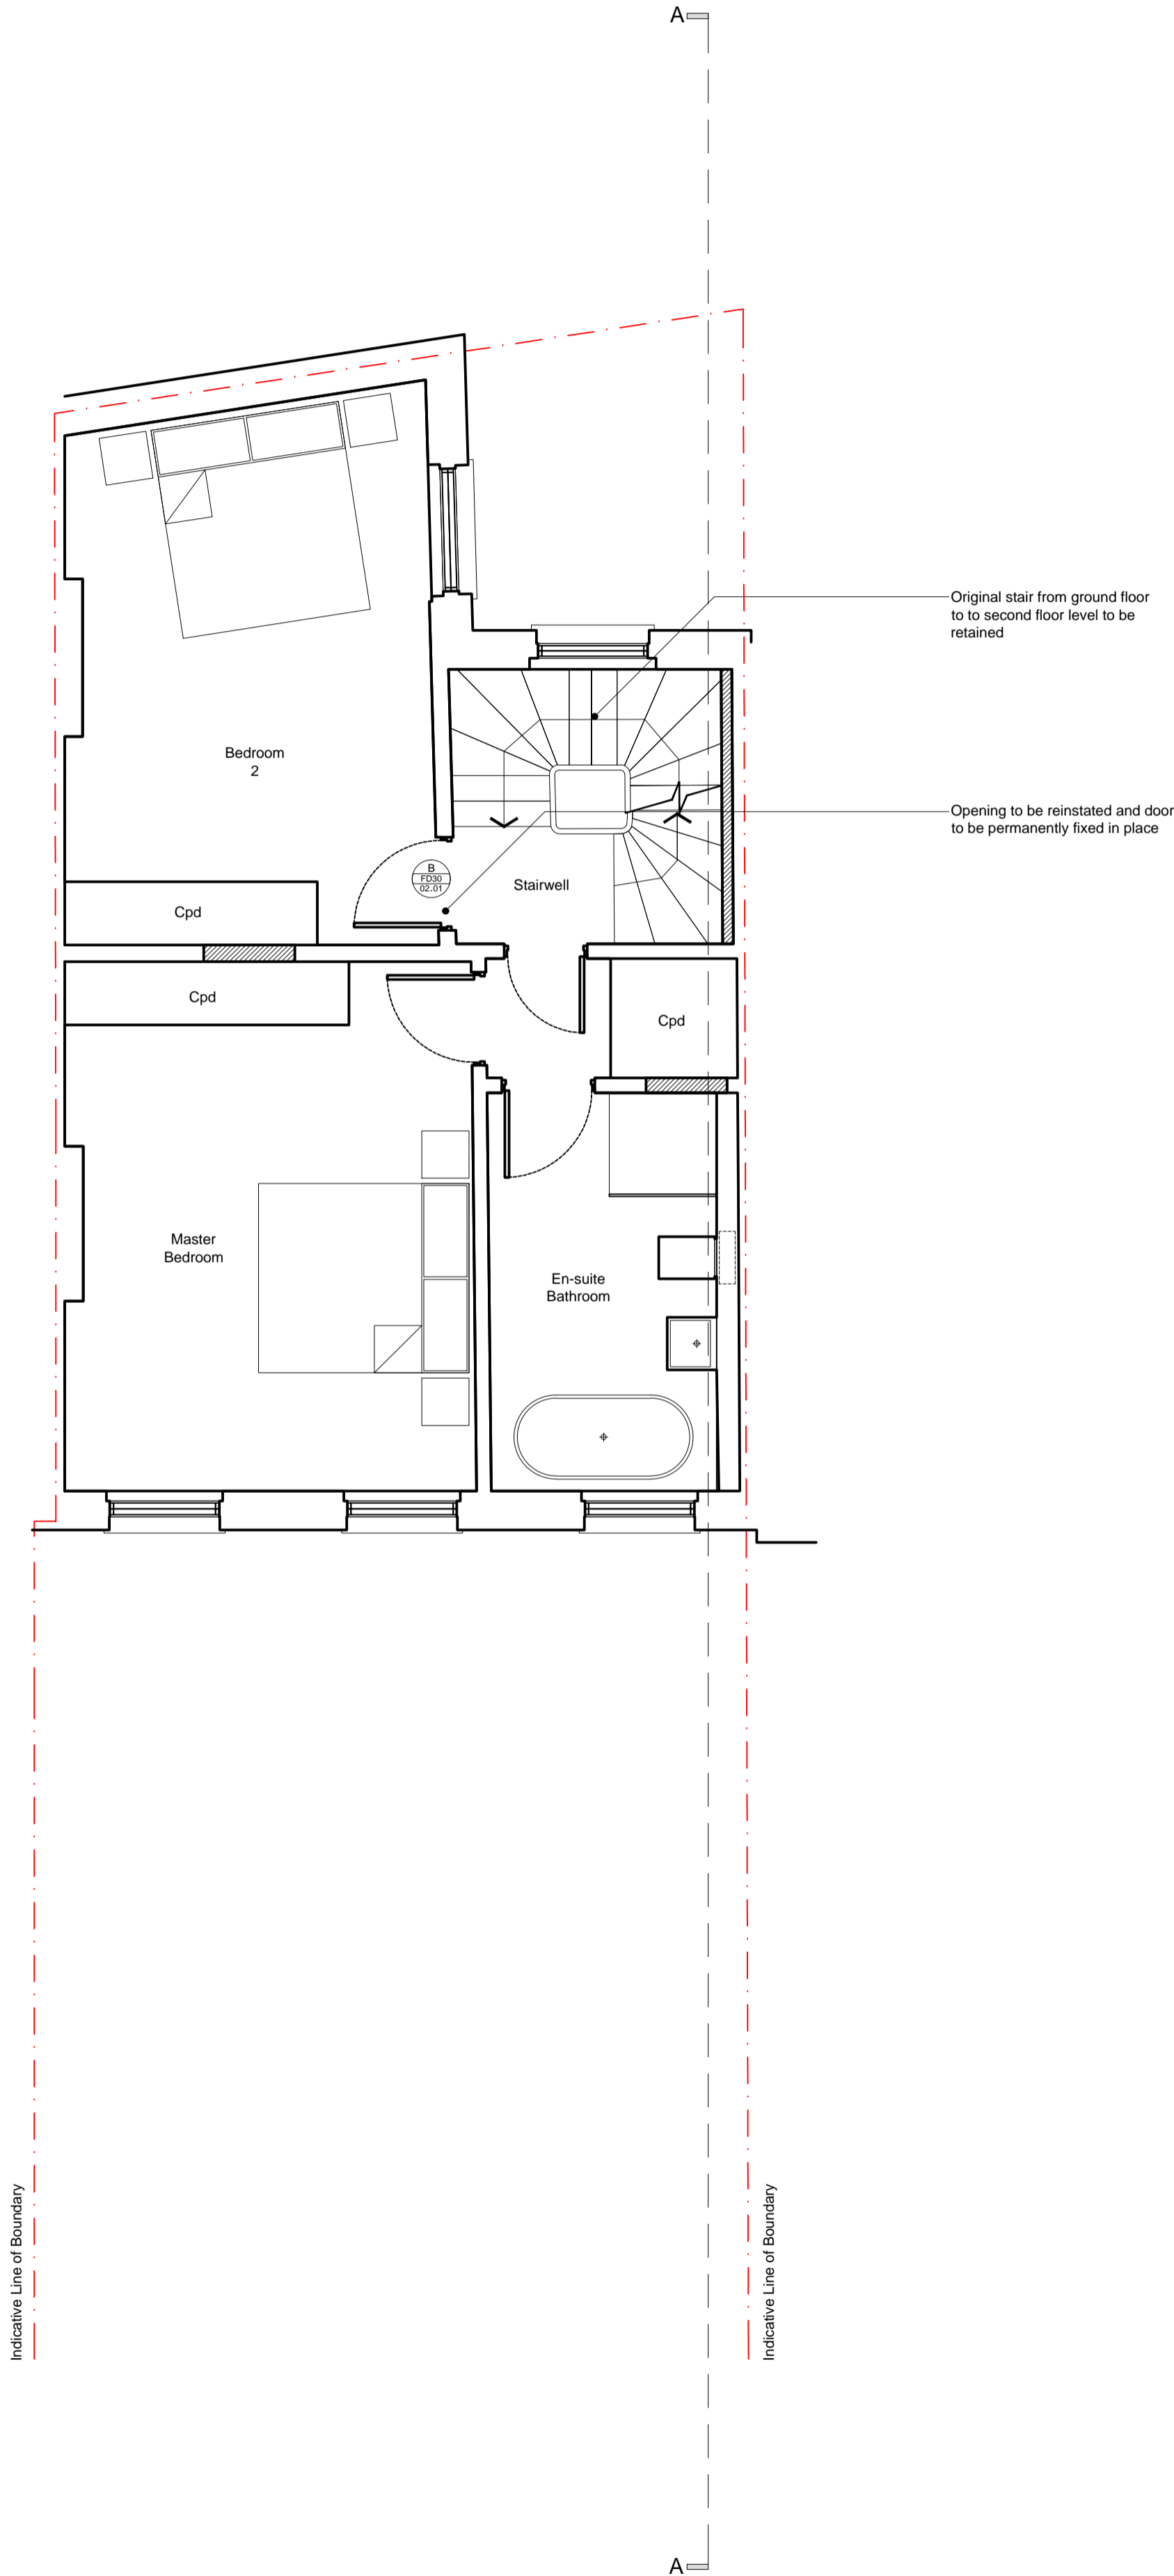 A
Original stair from ground floor
to to second floor level to be
retained
Bedroom
2
Opening to be reinstated and door
to be permanently fixed in place
B
FD30
02.01
Stairwell
Cpd
Cpd
Cpd
Master
Bedroom
En-suite
Bathroom
Indicative Line of Boundary
Indicative Line of Boundary
A